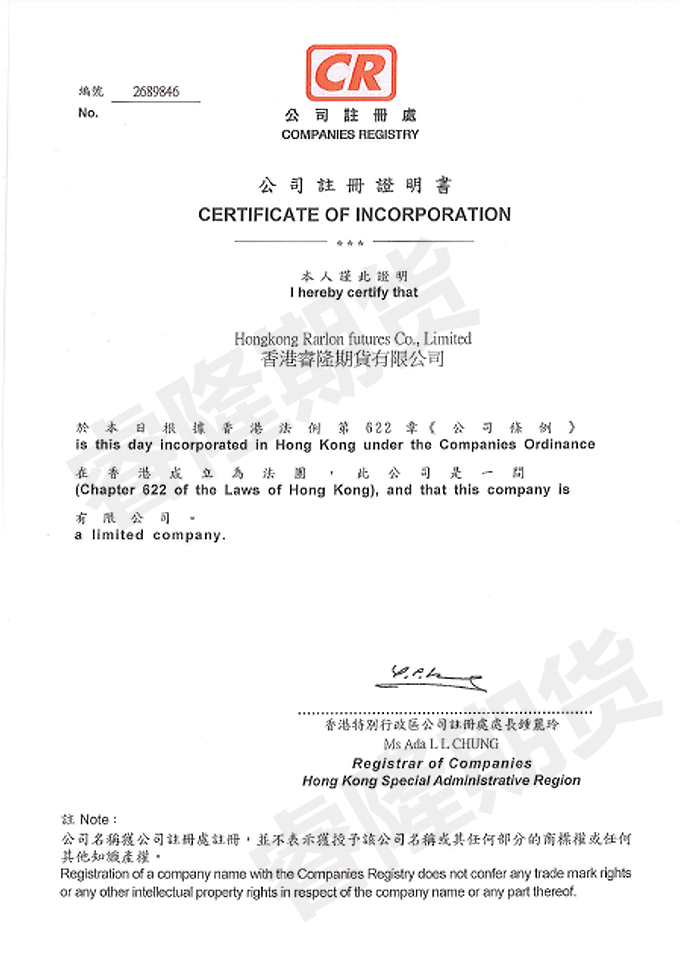 CR
編號 2689846
No.
公司註冊處
COMPANIES REGISTRY
公司註冊證明書
CERTIFICATE OF INCORPORATION
***
本人謹此證明
I hereby certify that
Hongkong Rarlon futures Co., Limited
香港睿隆期貨有限公司
於本日根據香港法例第622章《公司條例》
is this day incorporated in Hong Kong under the Companies Ordinance
在香港成立為法團，此公司是一間
(Chapter 622 of the Laws of Hong Kong), and that this company is
有限公司。
a limited company.
香港特別行政區公司註冊處處長鍾麗玲
Ms Ada L L CHUNG
Registrar of Companies
Hong Kong Special Administrative Region
註 Note：
公司名稱獲公司註冊處註冊，並不表示獲授予該公司名稱或其任何部分的商標權或任何
其他知識產權。
Registration of a company name with the Companies Registry does not confer any trade mark rights
or any other intellectual property rights in respect of the company name or any part thereof.
睿隆期货
睿隆期货